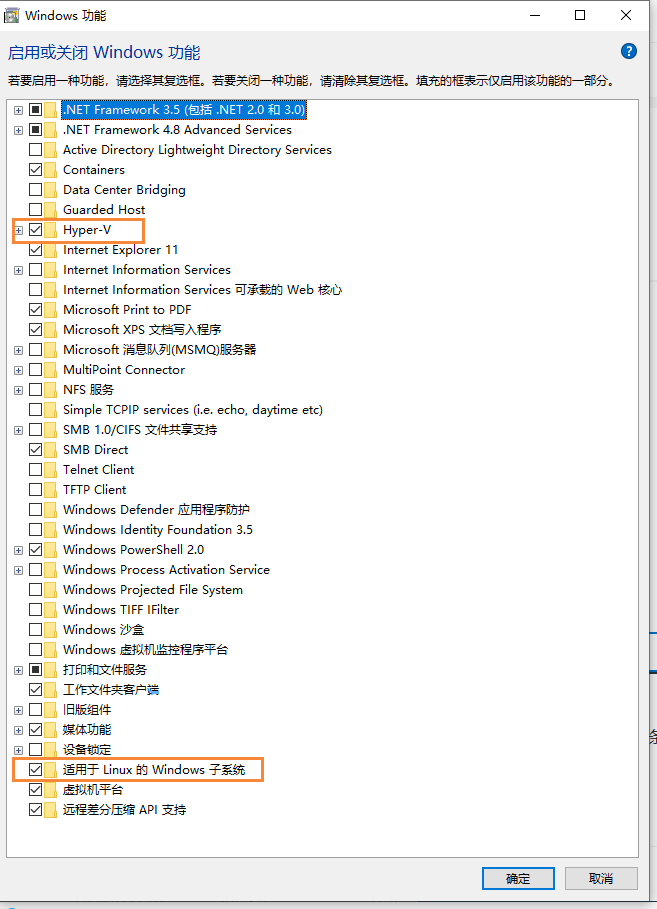 Windows 功能
启用或关闭 Windows 功能
若要启用一种功能，请选择其复选框。若要关闭一种功能，请清除其复选框。填充的框表示仅启用该功能的一部分。
.NET Framework 3.5 (包括 .NET 2.0 和 3.0)
.NET Framework 4.8 Advanced Services
Active Directory Lightweight Directory Services
Containers
Data Center Bridging
Guarded Host
Hyper-V
Internet Explorer 11
Internet Information Services
Internet Information Services 可承载的 Web 核心
Microsoft Print to PDF
Microsoft XPS 文档写入程序
Microsoft 消息队列(MSMQ)服务器
MultiPoint Connector
NFS 服务
Simple TCPIP services (i.e. echo, daytime etc)
SMB 1.0/CIFS 文件共享支持
SMB Direct
Telnet Client
TFTP Client
Windows Defender 应用程序防护
Windows Identity Foundation 3.5
Windows PowerShell 2.0
Windows Process Activation Service
Windows Projected File System
Windows TIFF IFilter
Windows 沙盒
Windows 虚拟机监控程序平台
打印和文件服务
工作文件夹客户端
旧版组件
媒体功能
设备锁定
适用于 Linux 的 Windows 子系统
虚拟机平台
远程差分压缩 API 支持
确定
取消